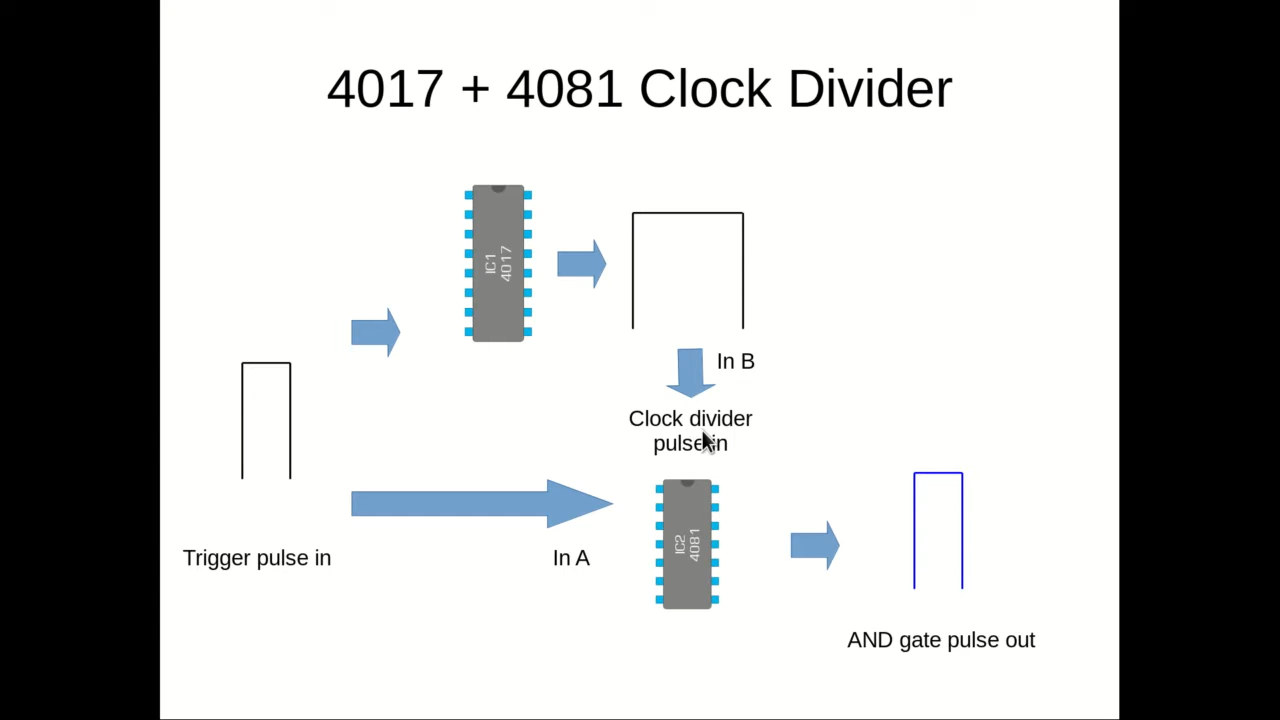 4017 + 4081 Clock Divider
IC1
4017
In B
Clock divider
pulse in
IC2
4081
Trigger pulse in
In A
AND gate pulse out